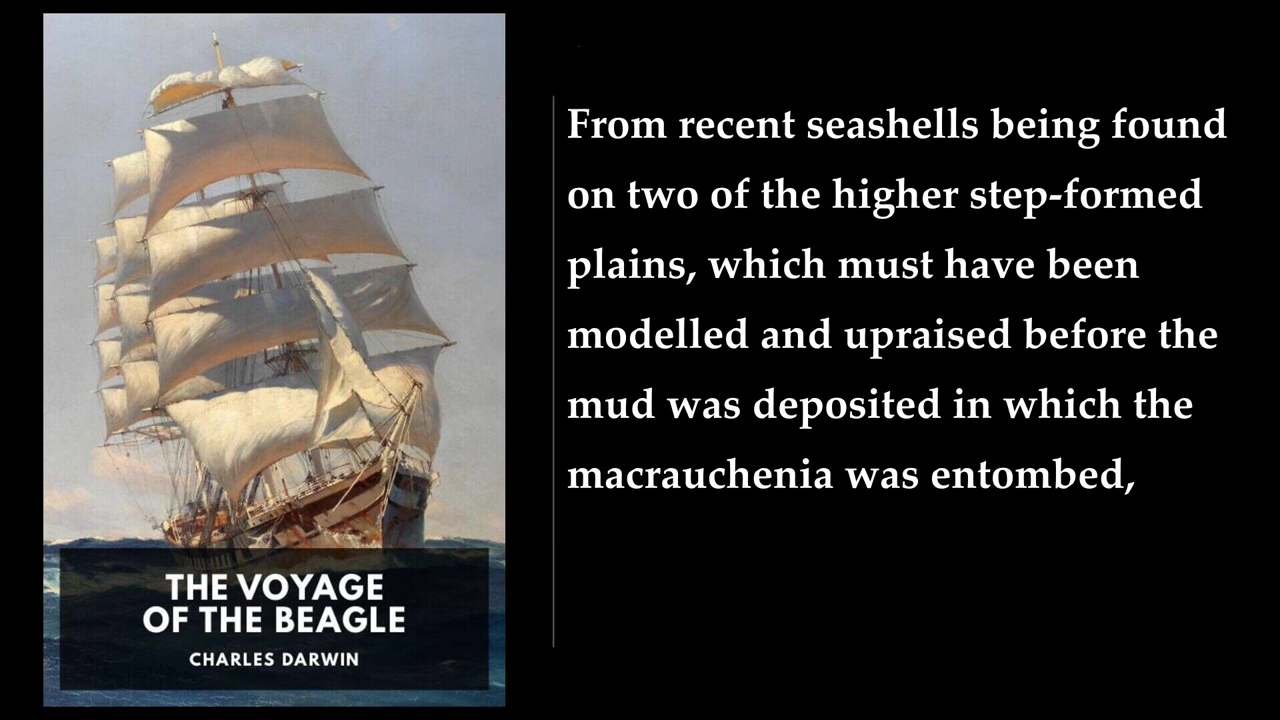 THE VOYAGE
OF THE BEAGLE
CHARLES DARWIN
From recent seashells being found
on two of the higher step-formed
plains, which must have been
modelled and upraised before the
mud was deposited in which the
macrauchenia was entombed,